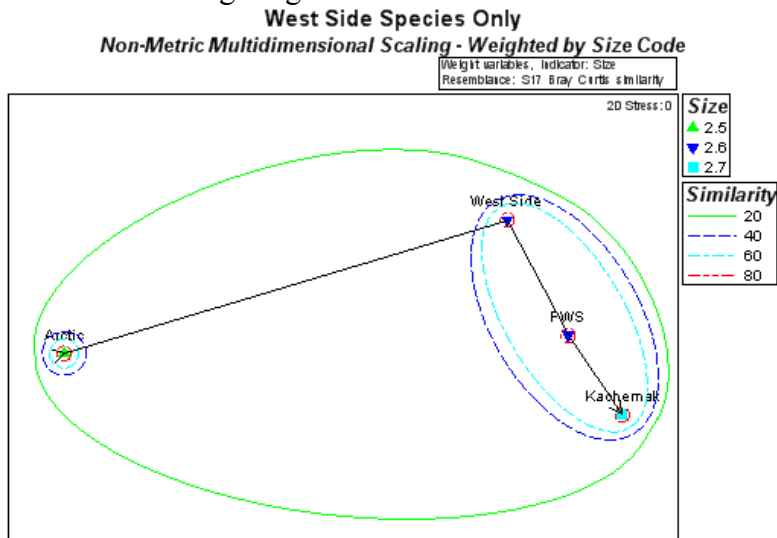 West Side Species Only
Non-Metric Multidimensional Scaling - Weighted by Size Code
Weight variables, Indicator: Size
Resemblance: S17 Bray Curtis similarity
2D Stress: 0
Size
2.5
2.6
2.7
Similarity
20
40
60
80
West Side
PWS
Arctic
Kachemak